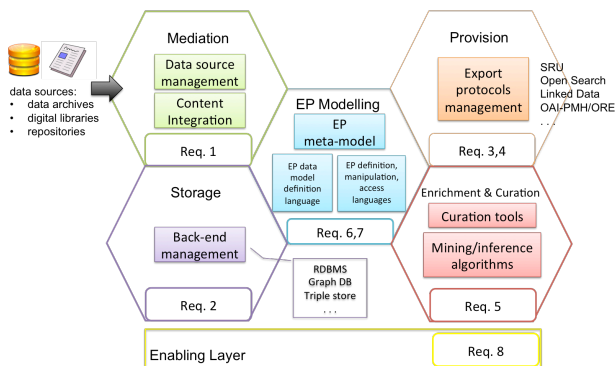 Mediation
Data source
management
Content
Integration
Req. 1
data sources:
• data archives
• digital libraries
• repositories
Provision
Export
protocols
management
SRU
Open Search
Linked Data
OAI-PMH/ORE
. . .
Req. 3,4
EP Modelling
EP
meta-model
EP data
model
definition
language
EP definition,
manipulation,
access
languages
Req. 6,7
Storage
Back-end
management
RDBMS
Graph DB
Triple store
. . .
Req. 2
Enrichment & Curation
Curation tools
Mining/inference
algorithms
Req. 5
Enabling Layer
Req. 8